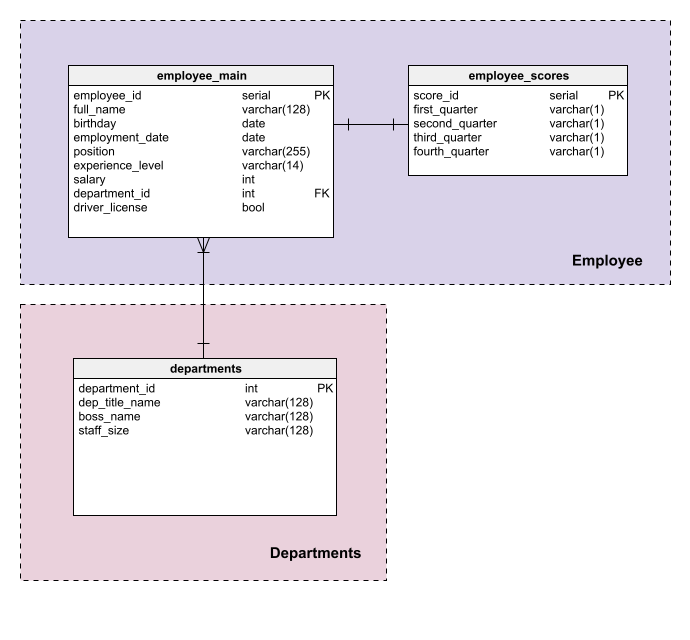 employee_main
employee_id serial PK
full_name varchar(128)
birthday date
employment_date date
position varchar(255)
experience_level varchar(14)
salary int
department_id int FK
driver_license bool
employee_scores
score_id serial PK
first_quarter varchar(1)
second_quarter varchar(1)
third_quarter varchar(1)
fourth_quarter varchar(1)
Employee
departments
department_id int PK
dep_title_name varchar(128)
boss_name varchar(128)
staff_size varchar(128)
Departments